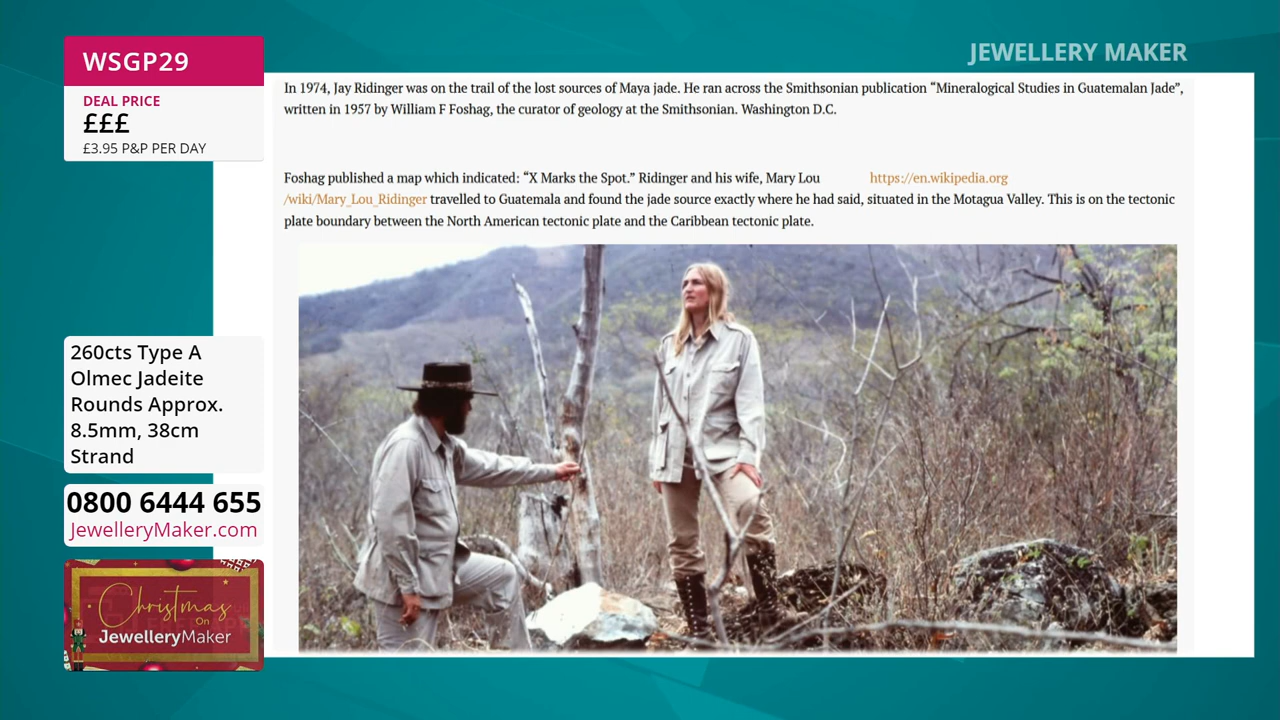 WSGP29
DEAL PRICE
£££
£3.95 P&P PER DAY
JEWELLERY MAKER
In 1974, Jay Ridinger was on the trail of the lost sources of Maya jade. He ran across the Smithsonian publication “Mineralogical Studies in Guatemalan Jade”,
written in 1957 by William F Foshag, the curator of geology at the Smithsonian. Washington D.C.
Foshag published a map which indicated: “X Marks the Spot.” Ridinger and his wife, Mary Lou https://en.wikipedia.org
/wiki/Mary_Lou_Ridinger travelled to Guatemala and found the jade source exactly where he had said, situated in the Motagua Valley. This is on the tectonic
plate boundary between the North American tectonic plate and the Caribbean tectonic plate.
260cts Type A
Olmec Jadeite
Rounds Approx.
8.5mm, 38cm
Strand
0800 6444 655
JewelleryMaker.com
Christmas
On
JewelleryMaker